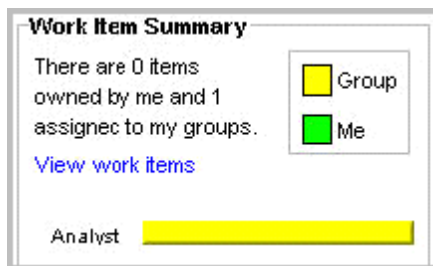 Work Item Summary
There are 0 items
owned by me and 1
assigned to my groups.
View work items
Group
Me
Analyst